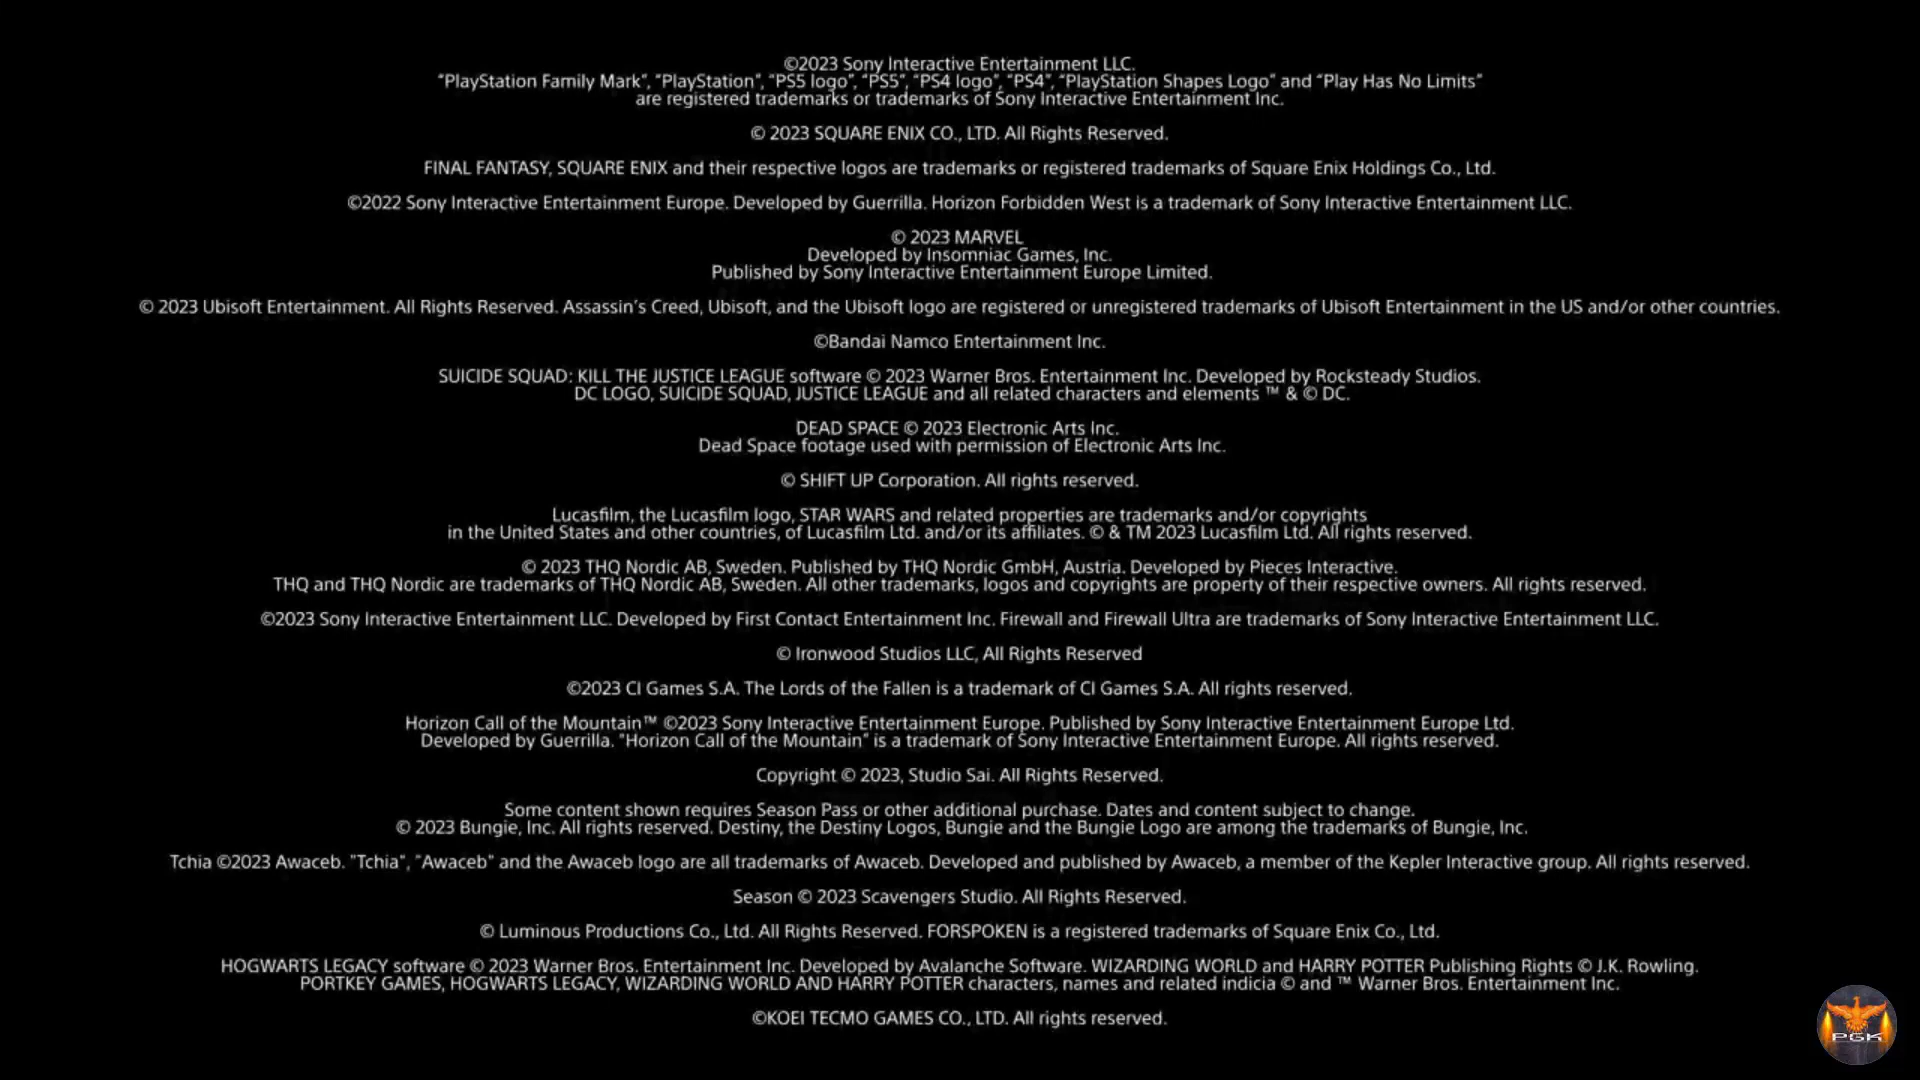 ©2023 Sony Interactive Entertainment LLC.
“PlayStation Family Mark”, “PlayStation”, “PS5 logo”, “PS5”, “PS4 logo”, “PS4”, “PlayStation Shapes Logo” and “Play Has No Limits”
are registered trademarks or trademarks of Sony Interactive Entertainment Inc.
© 2023 SQUARE ENIX CO., LTD. All Rights Reserved.
FINAL FANTASY, SQUARE ENIX and their respective logos are trademarks or registered trademarks of Square Enix Holdings Co., Ltd.
©2022 Sony Interactive Entertainment Europe. Developed by Guerrilla. Horizon Forbidden West is a trademark of Sony Interactive Entertainment LLC.
© 2023 MARVEL
Developed by Insomniac Games, Inc.
Published by Sony Interactive Entertainment Europe Limited.
© 2023 Ubisoft Entertainment. All Rights Reserved. Assassin’s Creed, Ubisoft, and the Ubisoft logo are registered or unregistered trademarks of Ubisoft Entertainment in the US and/or other countries.
©Bandai Namco Entertainment Inc.
SUICIDE SQUAD: KILL THE JUSTICE LEAGUE software © 2023 Warner Bros. Entertainment Inc. Developed by Rocksteady Studios.
DC LOGO, SUICIDE SQUAD, JUSTICE LEAGUE and all related characters and elements ™ & © DC.
DEAD SPACE © 2023 Electronic Arts Inc.
Dead Space footage used with permission of Electronic Arts Inc.
© SHIFT UP Corporation. All rights reserved.
Lucasfilm, the Lucasfilm logo, STAR WARS and related properties are trademarks and/or copyrights
in the United States and other countries, of Lucasfilm Ltd. and/or its affiliates. © & TM 2023 Lucasfilm Ltd. All rights reserved.
© 2023 THQ Nordic AB, Sweden. Published by THQ Nordic GmbH, Austria. Developed by Pieces Interactive.
THQ and THQ Nordic are trademarks of THQ Nordic AB, Sweden. All other trademarks, logos and copyrights are property of their respective owners. All rights reserved.
©2023 Sony Interactive Entertainment LLC. Developed by First Contact Entertainment Inc. Firewall and Firewall Ultra are trademarks of Sony Interactive Entertainment LLC.
© Ironwood Studios LLC, All Rights Reserved
©2023 CI Games S.A. The Lords of the Fallen is a trademark of CI Games S.A. All rights reserved.
Horizon Call of the Mountain™ ©2023 Sony Interactive Entertainment Europe. Published by Sony Interactive Entertainment Europe Ltd.
Developed by Guerrilla. "Horizon Call of the Mountain" is a trademark of Sony Interactive Entertainment Europe. All rights reserved.
Copyright © 2023, Studio Sai. All Rights Reserved.
Some content shown requires Season Pass or other additional purchase. Dates and content subject to change.
© 2023 Bungie, Inc. All rights reserved. Destiny, the Destiny Logos, Bungie and the Bungie Logo are among the trademarks of Bungie, Inc.
Tchia ©2023 Awaceb. "Tchia", "Awaceb" and the Awaceb logo are all trademarks of Awaceb. Developed and published by Awaceb, a member of the Kepler Interactive group. All rights reserved.
Season © 2023 Scavengers Studio. All Rights Reserved.
© Luminous Productions Co., Ltd. All Rights Reserved. FORSPOKEN is a registered trademarks of Square Enix Co., Ltd.
HOGWARTS LEGACY software © 2023 Warner Bros. Entertainment Inc. Developed by Avalanche Software. WIZARDING WORLD and HARRY POTTER Publishing Rights © J.K. Rowling.
PORTKEY GAMES, HOGWARTS LEGACY, WIZARDING WORLD AND HARRY POTTER characters, names and related indicia © and ™ Warner Bros. Entertainment Inc.
©KOEI TECMO GAMES CO., LTD. All rights reserved.
PGK